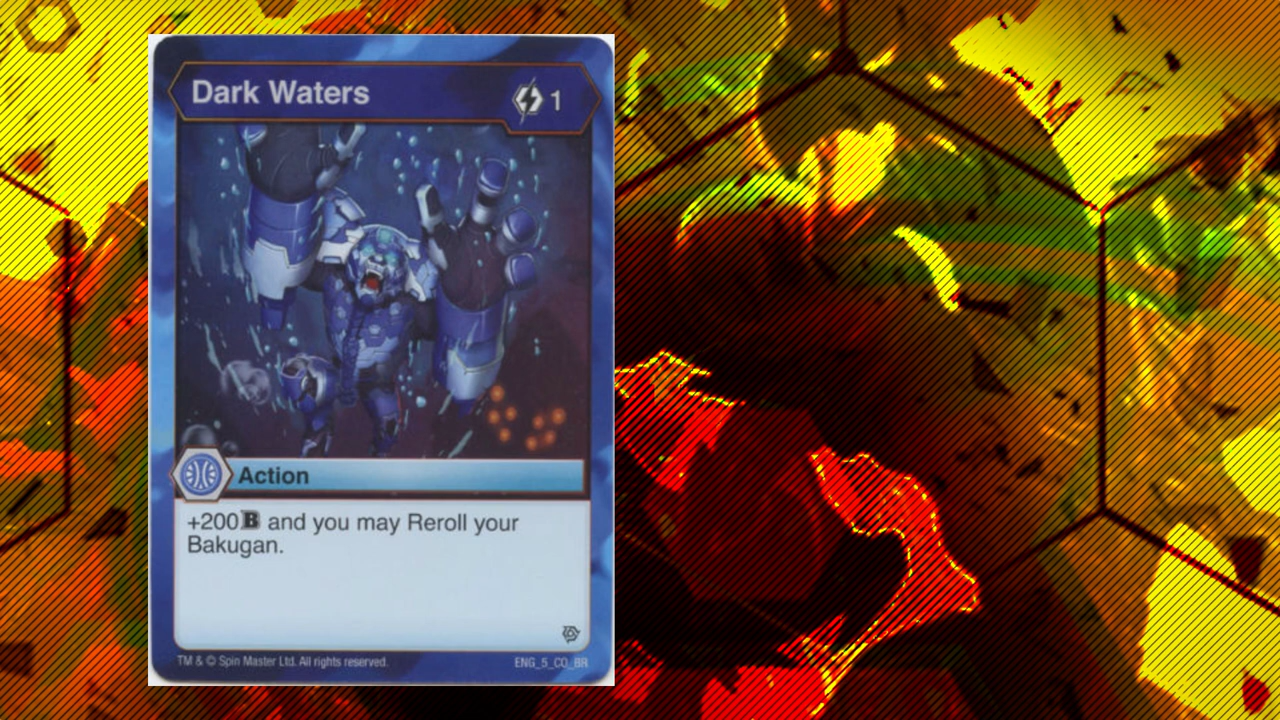 Dark Waters
1
Action
+200B and you may Reroll your
Bakugan.
TM & © Spin Master Ltd. All rights reserved.
ENG_5_CO_BR